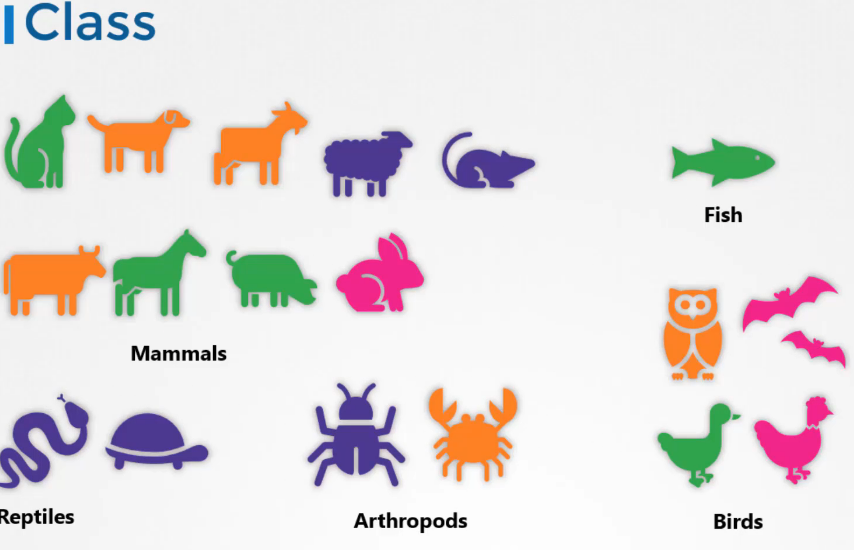 Class
Fish
Mammals
Reptiles
Arthropods
Birds